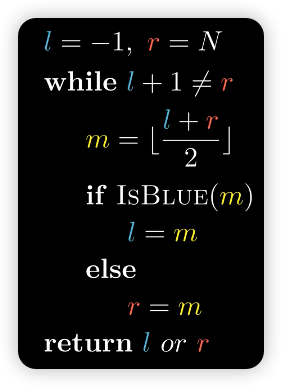 l = −1, r = N
while l + 1 ≠ r
m = ⌊(l + r)/2⌋
if IsBlue(m)
l = m
else
r = m
return l or r